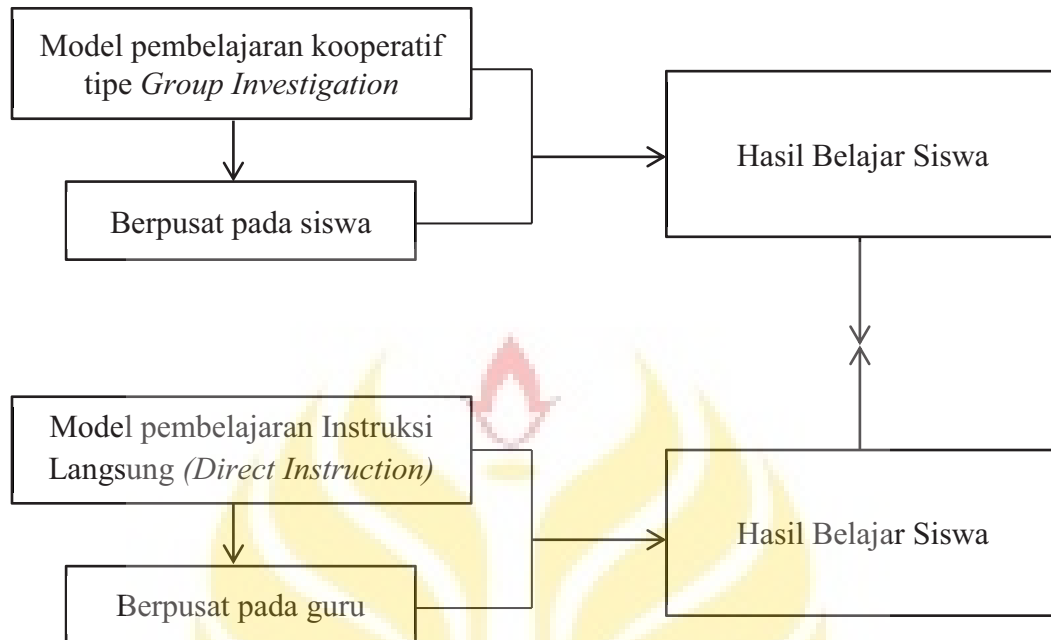 Model pembelajaran kooperatif
tipe Group Investigation
Berpusat pada siswa
Hasil Belajar Siswa
Model pembelajaran Instruksi
Langsung (Direct Instruction)
Berpusat pada guru
Hasil Belajar Siswa